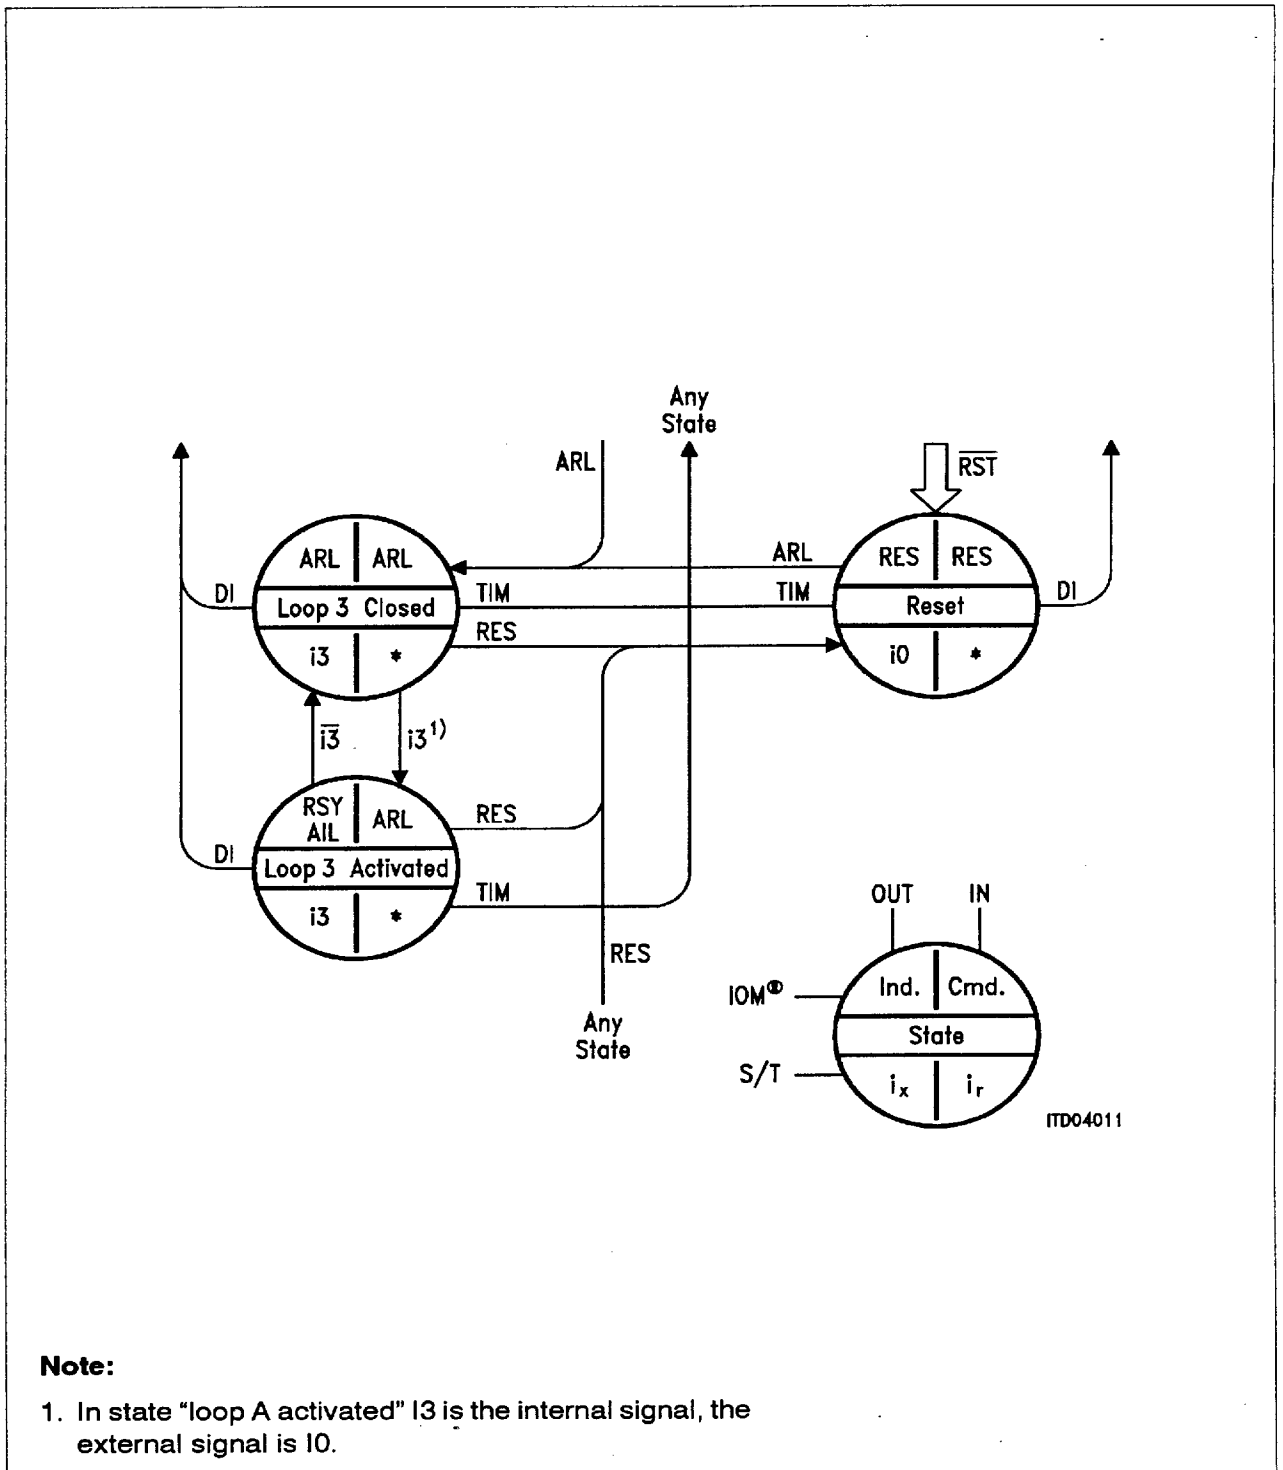 Any
State
ARL
RST
ARL ARL
ARL
RES RES
DI
Loop 3 Closed
TIM
TIM
Reset
DI
RES
i3 *
i0 *
i3
i3¹⁾
RSY
AIL
ARL
RES
DI
Loop 3 Activated
TIM
i3 *
OUT IN
RES
IOM®
Ind. Cmd.
Any
State
State
S/T
iₓ iᵣ
ITD04011
Note:
1. In state "loop A activated" I3 is the internal signal, the
external signal is I0.